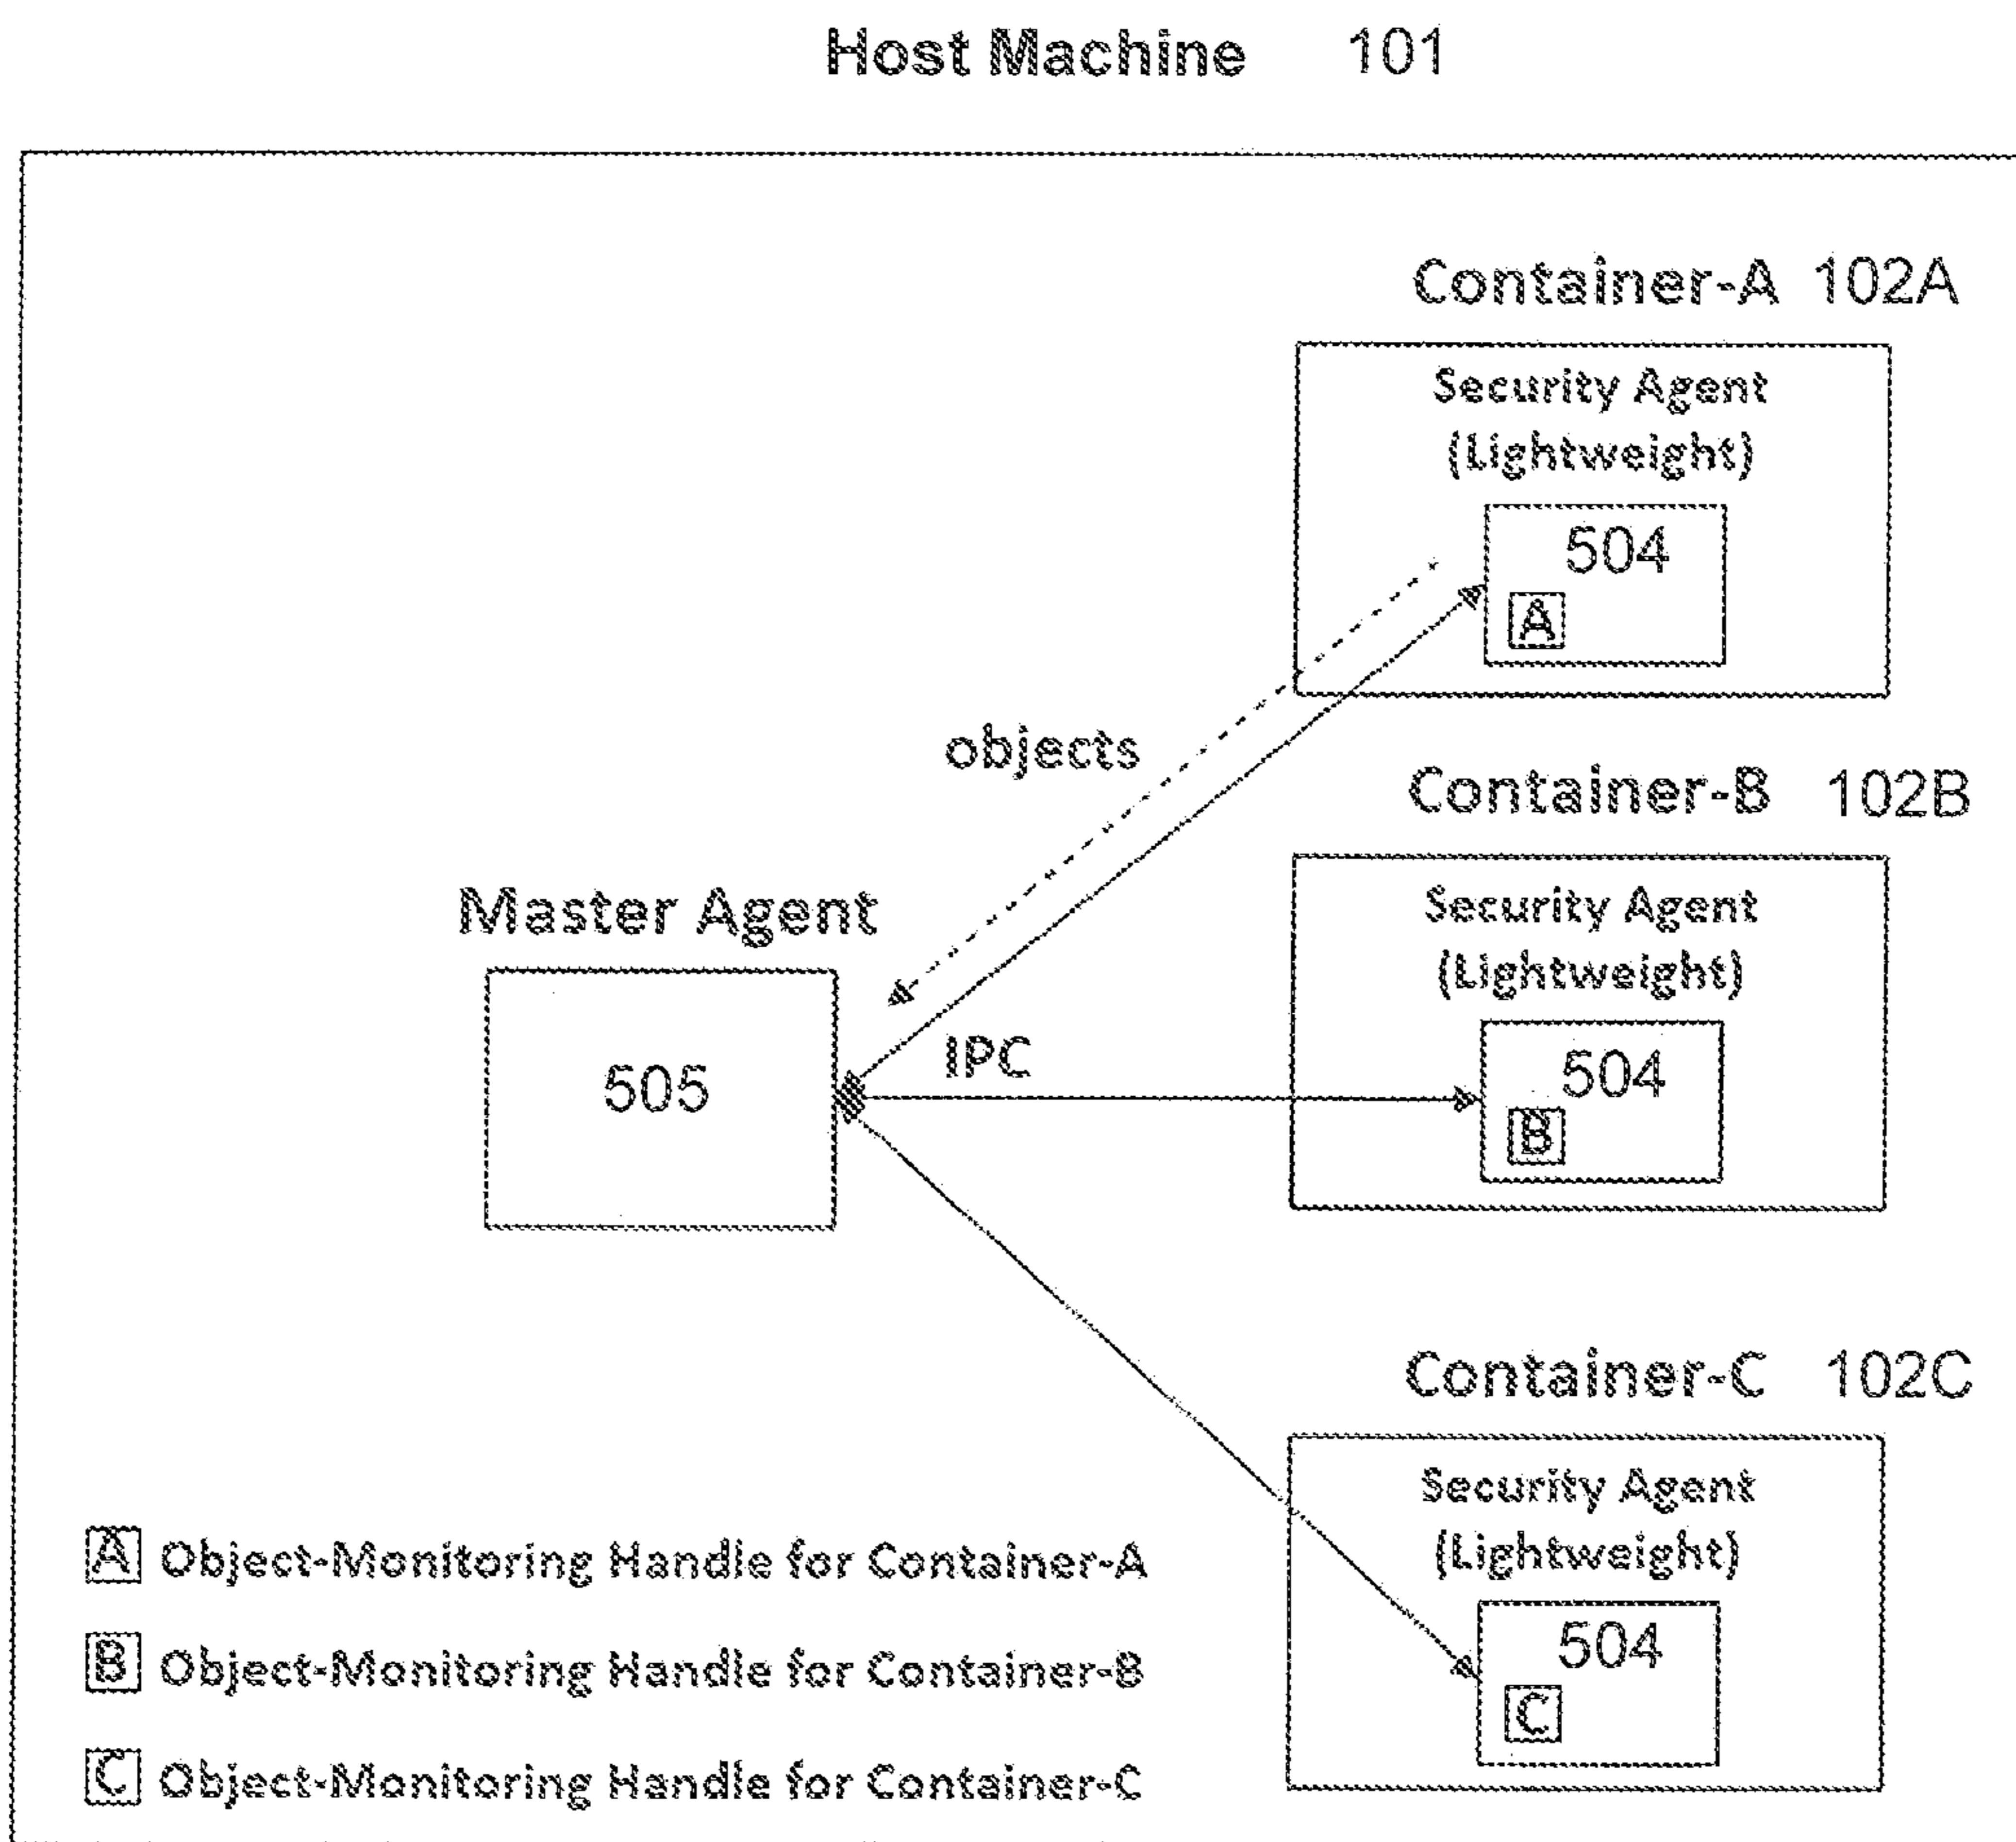 Host Machine 101
Container-A 102A
Security Agent
(Lightweight)
504
A
objects
Container-B 102B
Master Agent
Security Agent
(Lightweight)
IPC
505
504
B
Container-C 102C
Security Agent
(Lightweight)
504
C
A Object-Monitoring Handle for Container-A
B Object-Monitoring Handle for Container-B
C Object-Monitoring Handle for Container-C